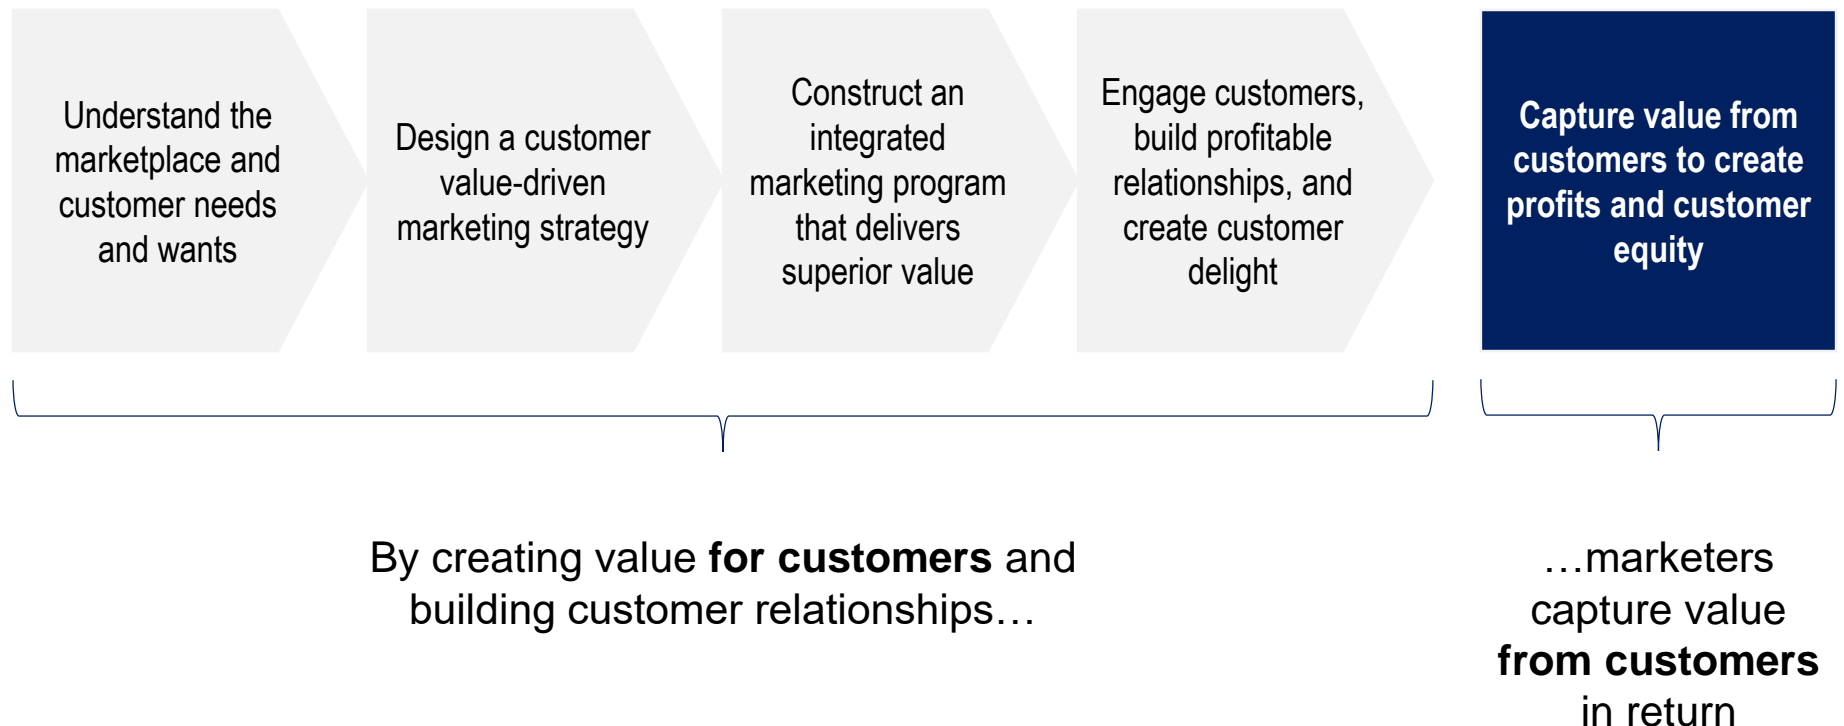 Understand the
marketplace and
customer needs
and wants
Design a customer
value-driven
marketing strategy
Construct an
integrated
marketing program
that delivers
superior value
Engage customers,
build profitable
relationships, and
create customer
delight
Capture value from
customers to create
profits and customer
equity
By creating value for customers and
building customer relationships…
…marketers
capture value
from customers
in return